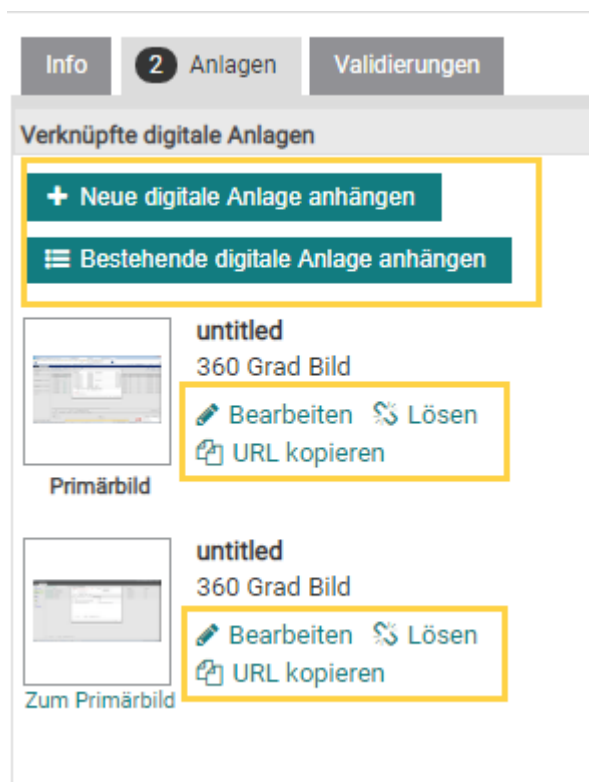 Info 2 Anlagen Validierungen
Verknüpfte digitale Anlagen
Neue digitale Anlage anhängen
Bestehende digitale Anlage anhängen
untitled
360 Grad Bild
Bearbeiten Lösen
URL kopieren
Primärbild
untitled
360 Grad Bild
Bearbeiten Lösen
URL kopieren
Zum Primärbild